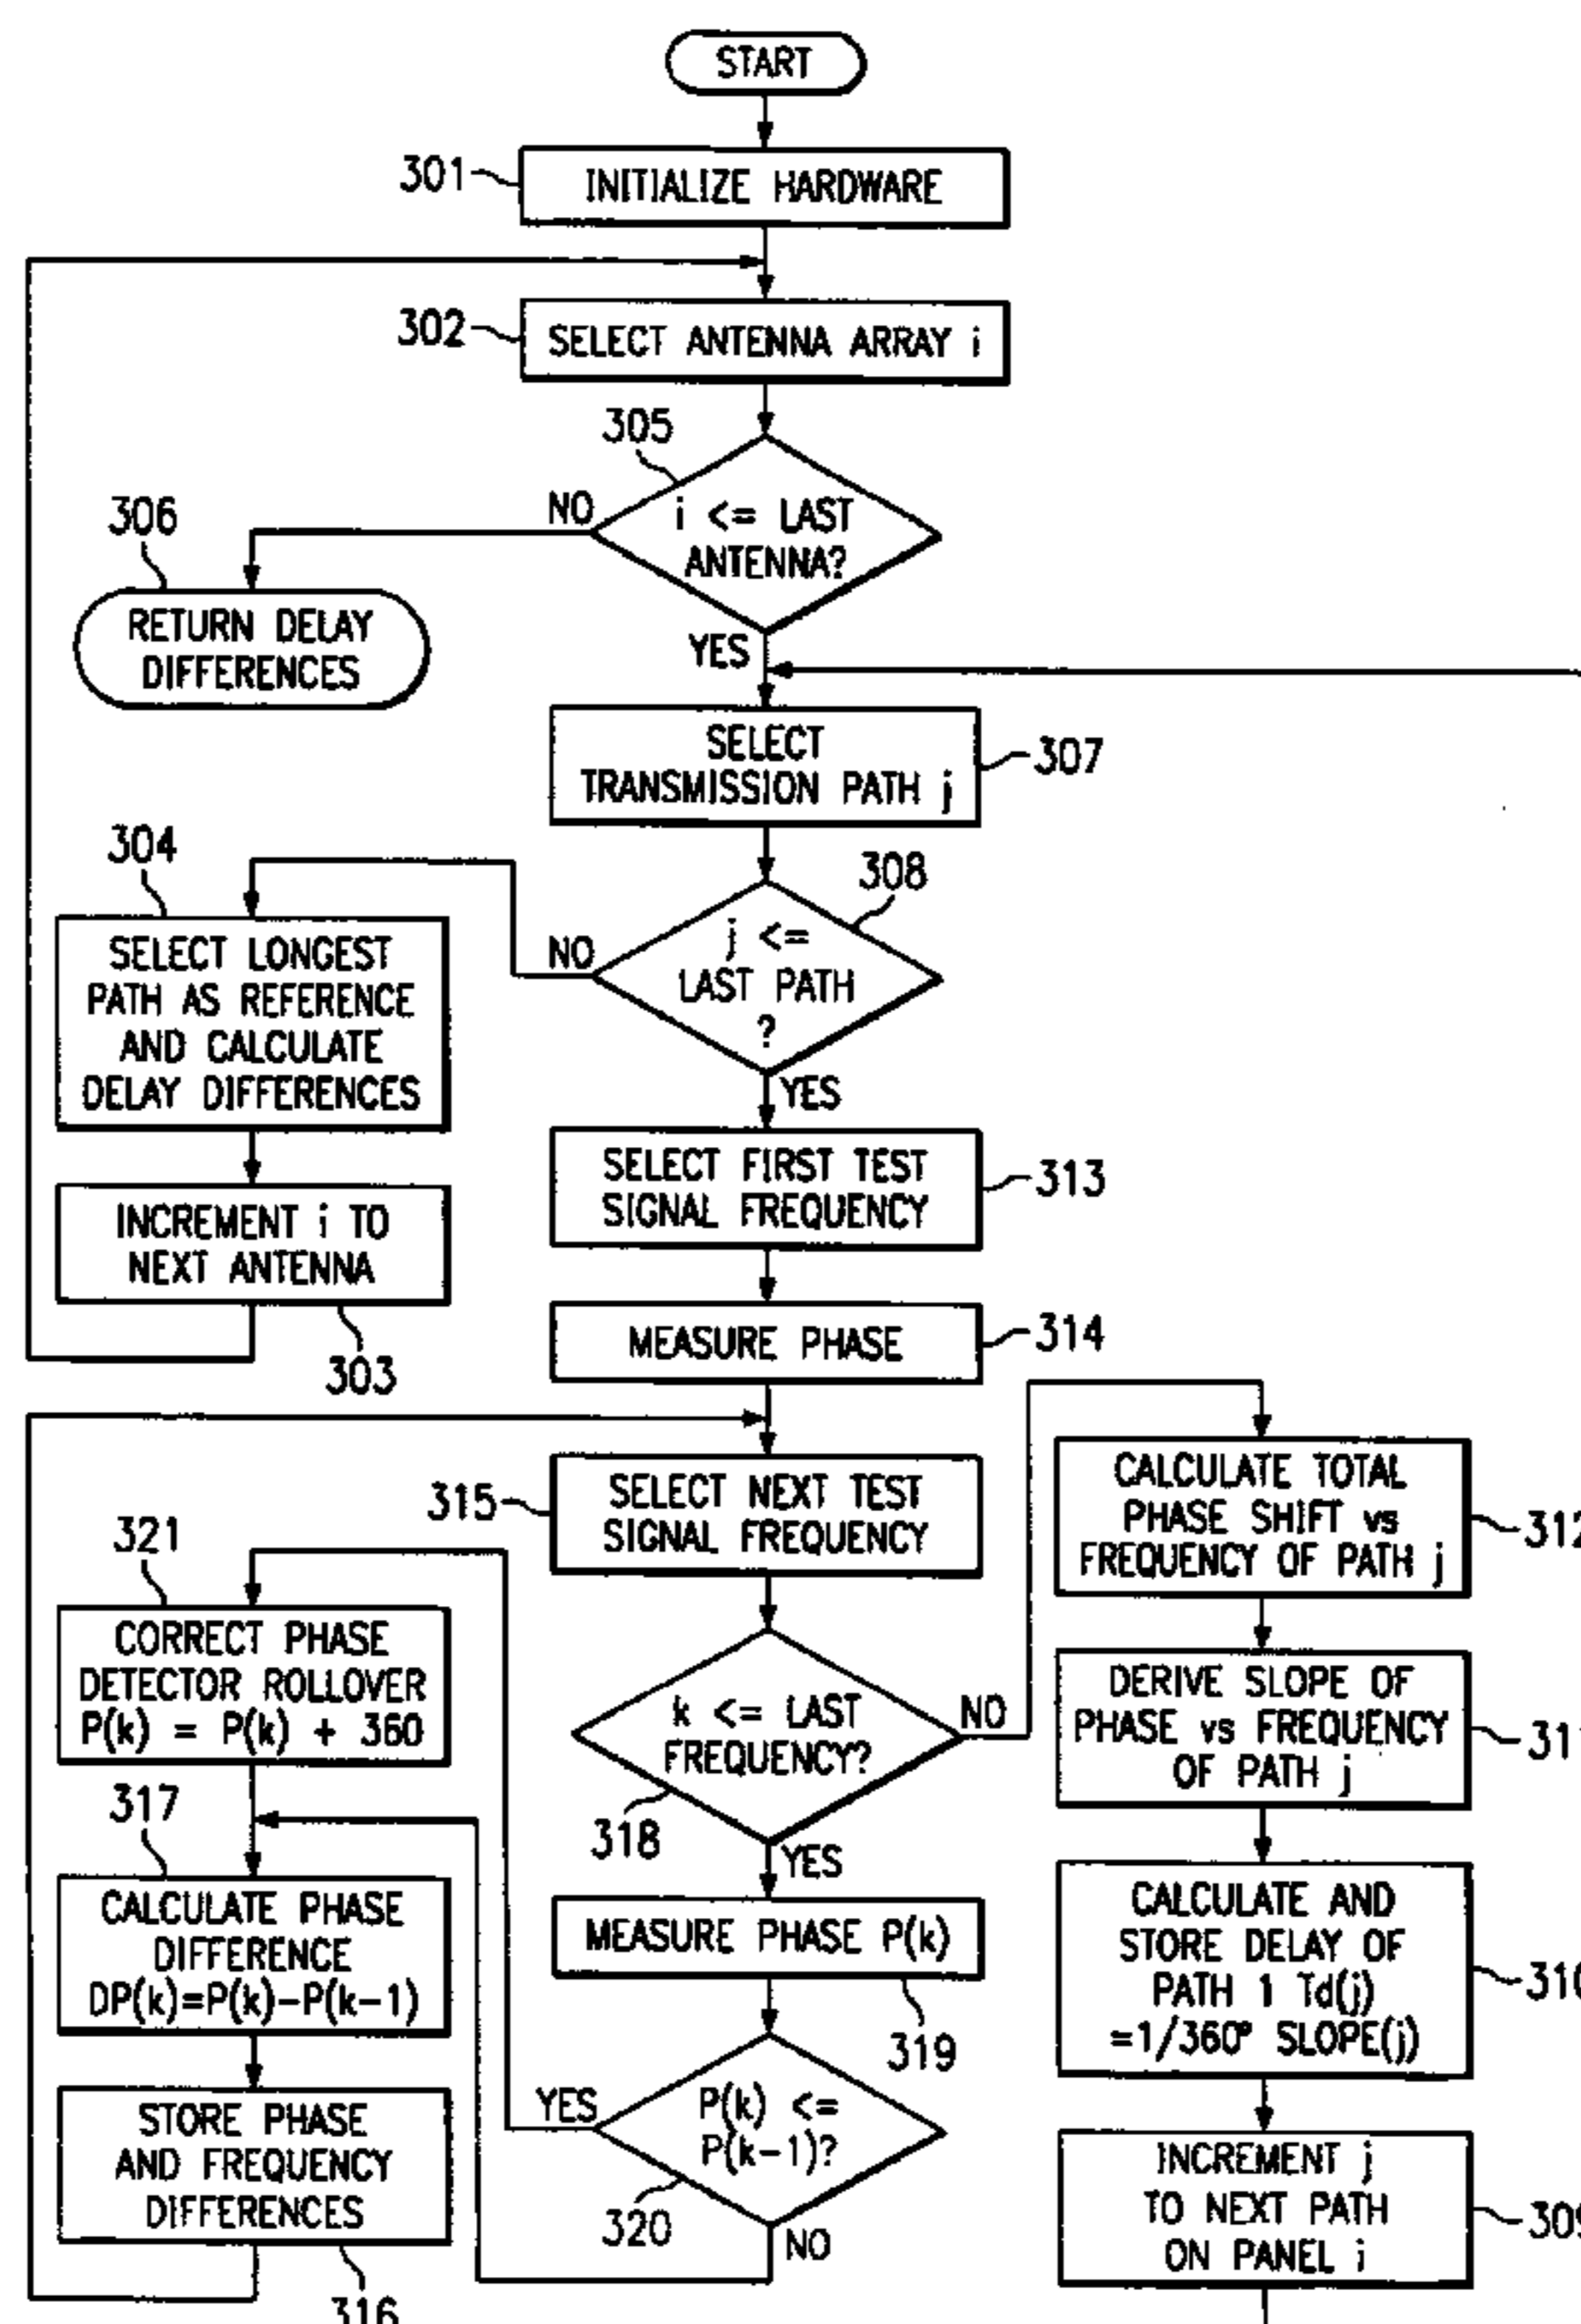 START
301
INITIALIZE HARDWARE
302
SELECT ANTENNA ARRAY i
305
i <= LAST
ANTENNA?
NO
YES
306
RETURN DELAY
DIFFERENCES
SELECT
TRANSMISSION PATH j
307
308
j <=
LAST PATH
?
NO
YES
304
SELECT LONGEST
PATH AS REFERENCE
AND CALCULATE
DELAY DIFFERENCES
INCREMENT i TO
NEXT ANTENNA
303
SELECT FIRST TEST
SIGNAL FREQUENCY
313
MEASURE PHASE
314
315
SELECT NEXT TEST
SIGNAL FREQUENCY
k <= LAST
FREQUENCY?
318
NO
YES
MEASURE PHASE P(k)
319
P(k) <=
P(k-1)?
320
YES
NO
321
CORRECT PHASE
DETECTOR ROLLOVER
P(k) = P(k) + 360
317
CALCULATE PHASE
DIFFERENCE
DP(k)=P(k)-P(k-1)
STORE PHASE
AND FREQUENCY
DIFFERENCES
316
CALCULATE TOTAL
PHASE SHIFT vs
FREQUENCY OF PATH j
312
DERIVE SLOPE OF
PHASE vs FREQUENCY
OF PATH j
311
CALCULATE AND
STORE DELAY OF
PATH 1 Td(j)
=1/360° SLOPE(j)
310
INCREMENT j
TO NEXT PATH
ON PANEL i
309